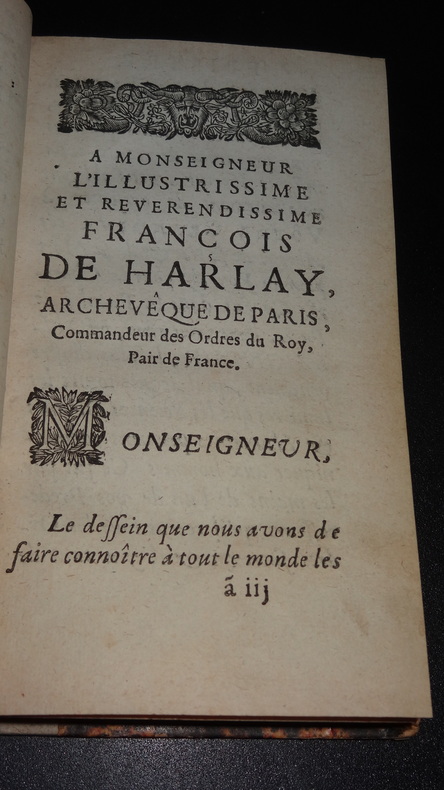 A MONSEIGNEUR
L'ILLUSTRISSIME
ET REVERENDISSIME
FRANÇOIS
DE HARLAY,
ARCHEVÊQUE DE PARIS,
Commandeur des Ordres du Roy,
Pair de France.
MONSEIGNEUR,
Le deſſein que nous avons de
faire connoître à tout le monde les
ã iij